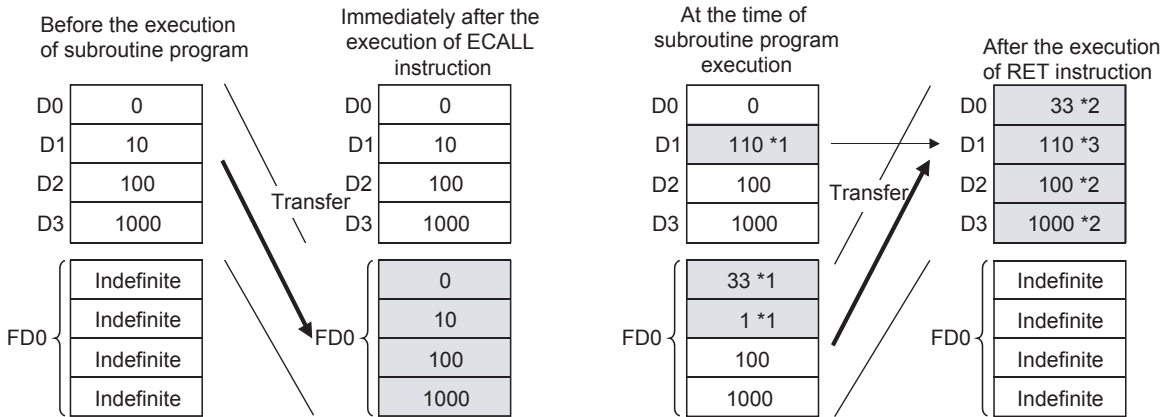 Before the execution
of subroutine program
D0 0
D1 10
D2 100
D3 1000
FD0
Indefinite
Indefinite
Indefinite
Indefinite
Transfer
Immediately after the
execution of ECALL
instruction
D0 0
D1 10
D2 100
D3 1000
FD0
0
10
100
1000
At the time of
subroutine program
execution
D0 0
D1 110 *1
D2 100
D3 1000
FD0
33 *1
1 *1
100
1000
Transfer
After the execution
of RET instruction
D0 33 *2
D1 110 *3
D2 100 *2
D3 1000 *2
FD0
Indefinite
Indefinite
Indefinite
Indefinite